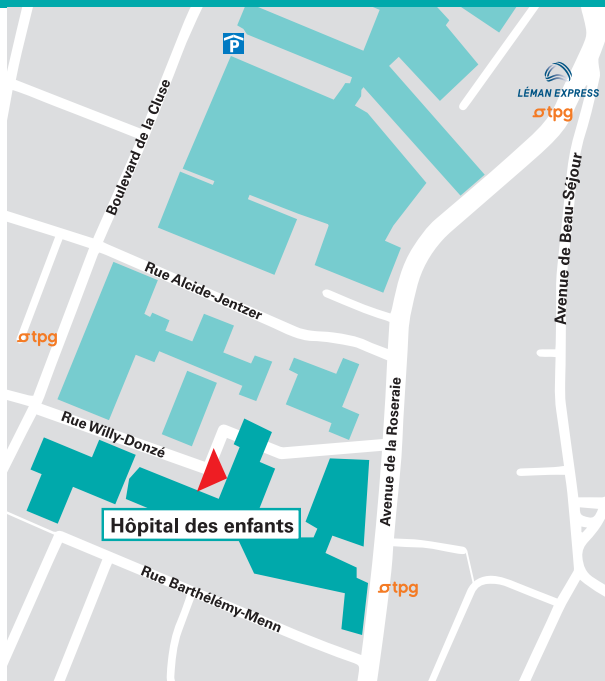 P
LÉMAN EXPRESS
tpg
Boulevard de la Cluse
Avenue de Beau-Séjour
Rue Alcide-Jentzer
tpg
Avenue de la Roseraie
Rue Willy-Donzé
Hôpital des enfants
tpg
Rue Barthélémy-Menn